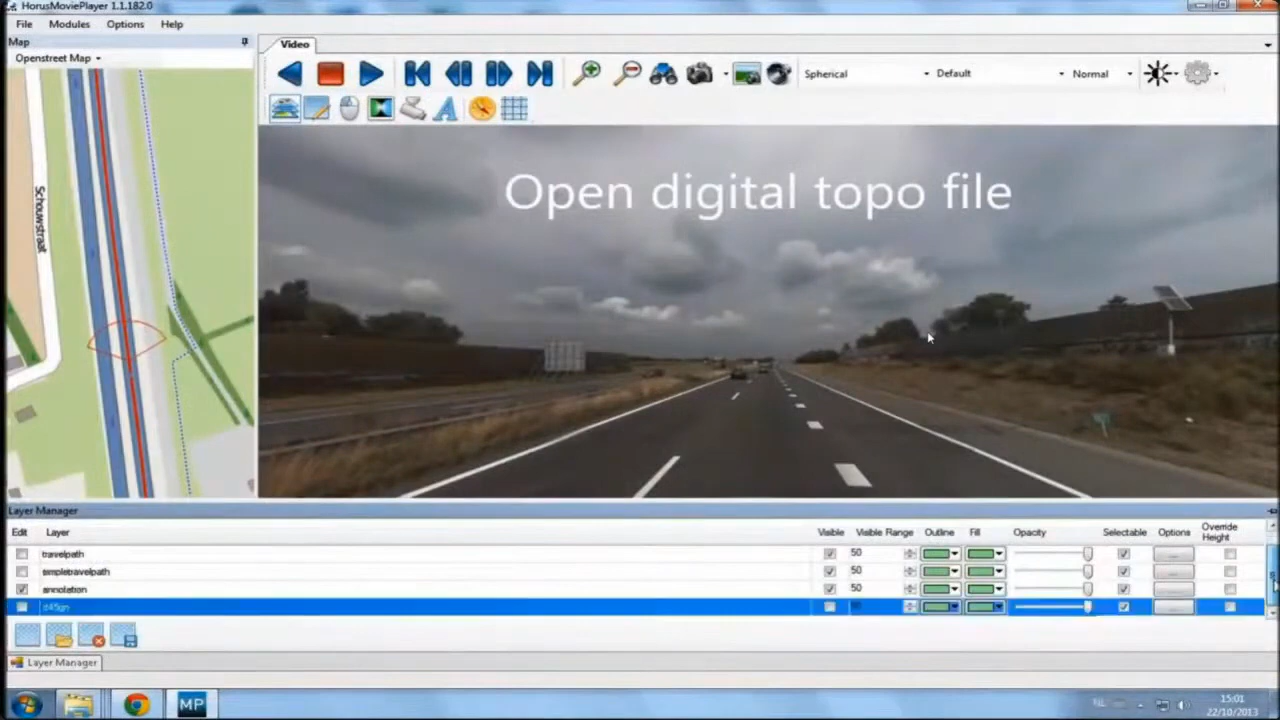 HorusMoviePlayer 1.1.182.0
File Modules Options Help
Map
Openstreet Map
Schouwstraat
Video
Spherical Default Normal
Open digital topo file
Layer Manager
Edit Layer Visible Visible Range Outline Fill Opacity Selectable Options Override Height
travelpath 50
simpletravelpath 50
annotation 50
Layer Manager
MP
15:01
22/10/2013